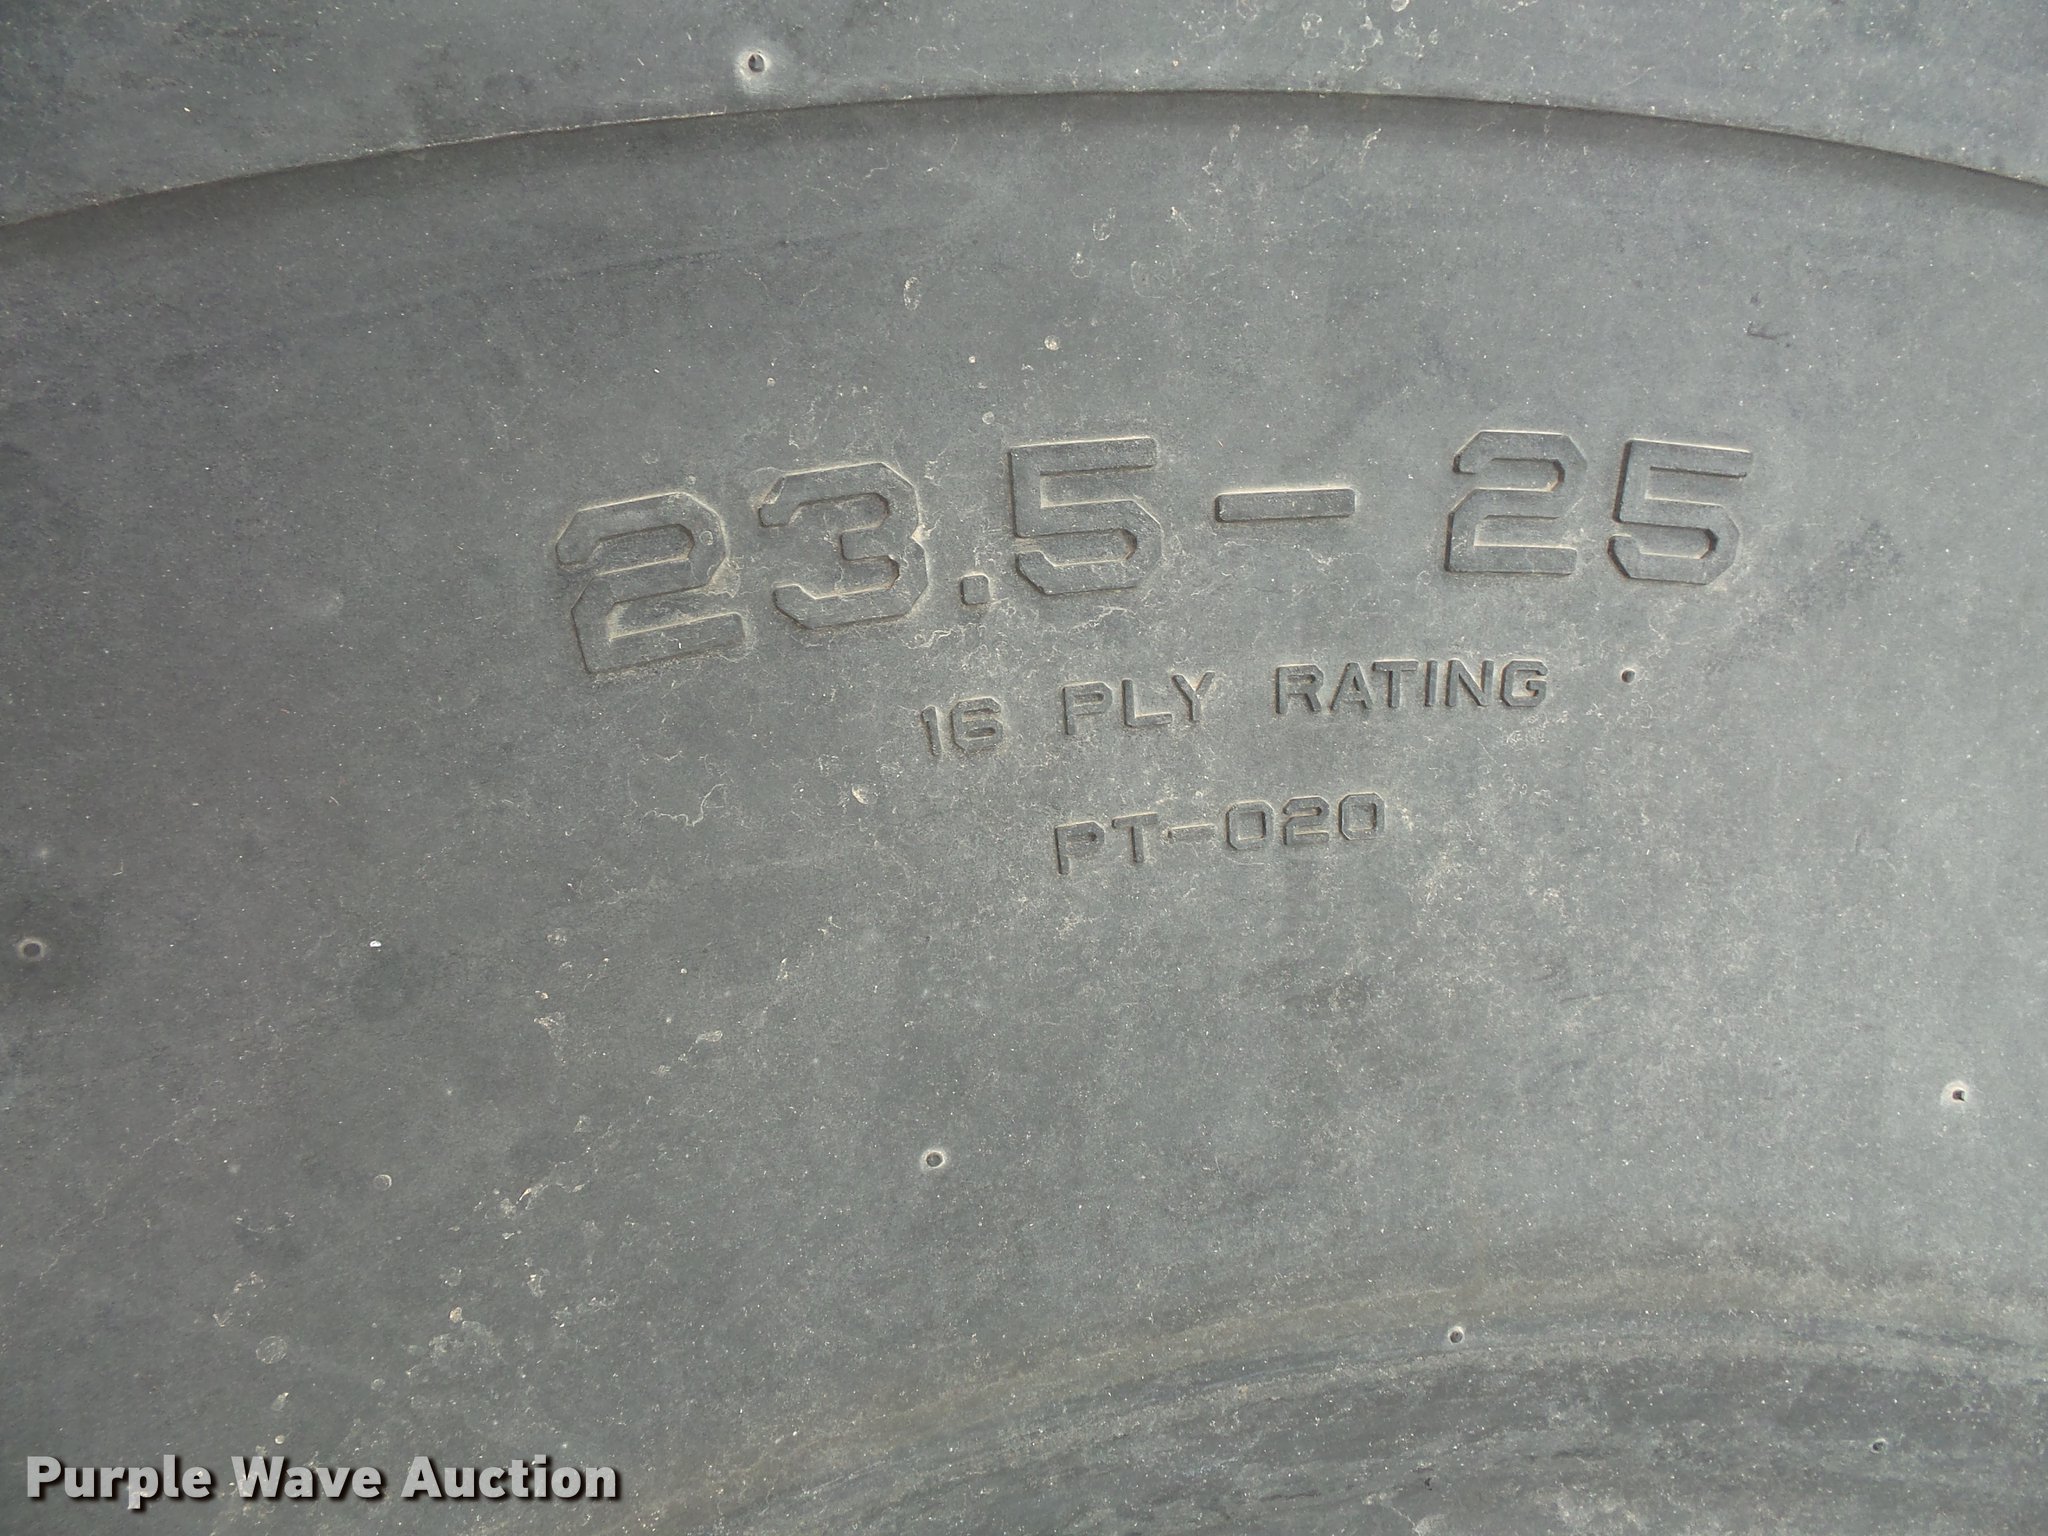 23.5-25
16 PLY RATING
PT-020
Purple Wave Auction